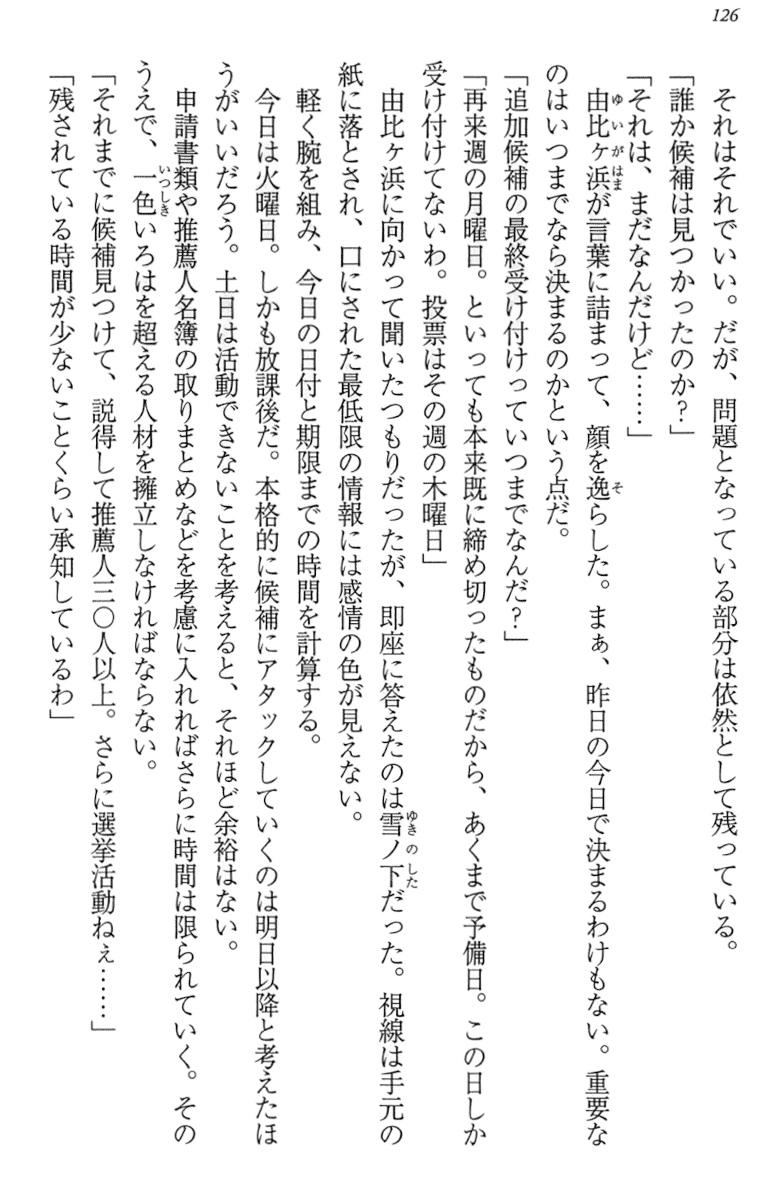 126
それはそれでいい。だが、問題となっている部分は依然として残っている。
「誰か候補は見つかったのか?」
「それは、まだなんだけど……」
由比ヶ浜が言葉に詰まって、顔を逸らした。まぁ、昨日の今日で決まるわけもない。重要な
のはいつまでなら決まるのかという点だ。
「追加候補の最終受け付けっていつまでなんだ?」
「再来週の月曜日。といっても本来既に締め切ったものだから、あくまで予備日。この日しか
受け付けてないわ。投票はその週の木曜日」
由比ヶ浜に向かって聞いたつもりだったが、即座に答えたのは雪ノ下だった。視線は手元の
紙に落とされ、口にされた最低限の情報には感情の色が見えない。
軽く腕を組み、今日の日付と期限までの時間を計算する。
今日は火曜日。しかも放課後だ。本格的に候補にアタックしていくのは明日以降と考えたほ
うがいいだろう。土日は活動できないことを考えると、それほど余裕はない。
申請書類や推薦人名簿の取りまとめなどを考慮に入れればさらに時間は限られていく。その
うえで、一色いろはを超える人材を擁立しなければならない。
「それまでに候補見つけて、説得して推薦人三〇人以上。さらに選挙活動ねぇ……」
「残されている時間が少ないことくらい承知しているわ」